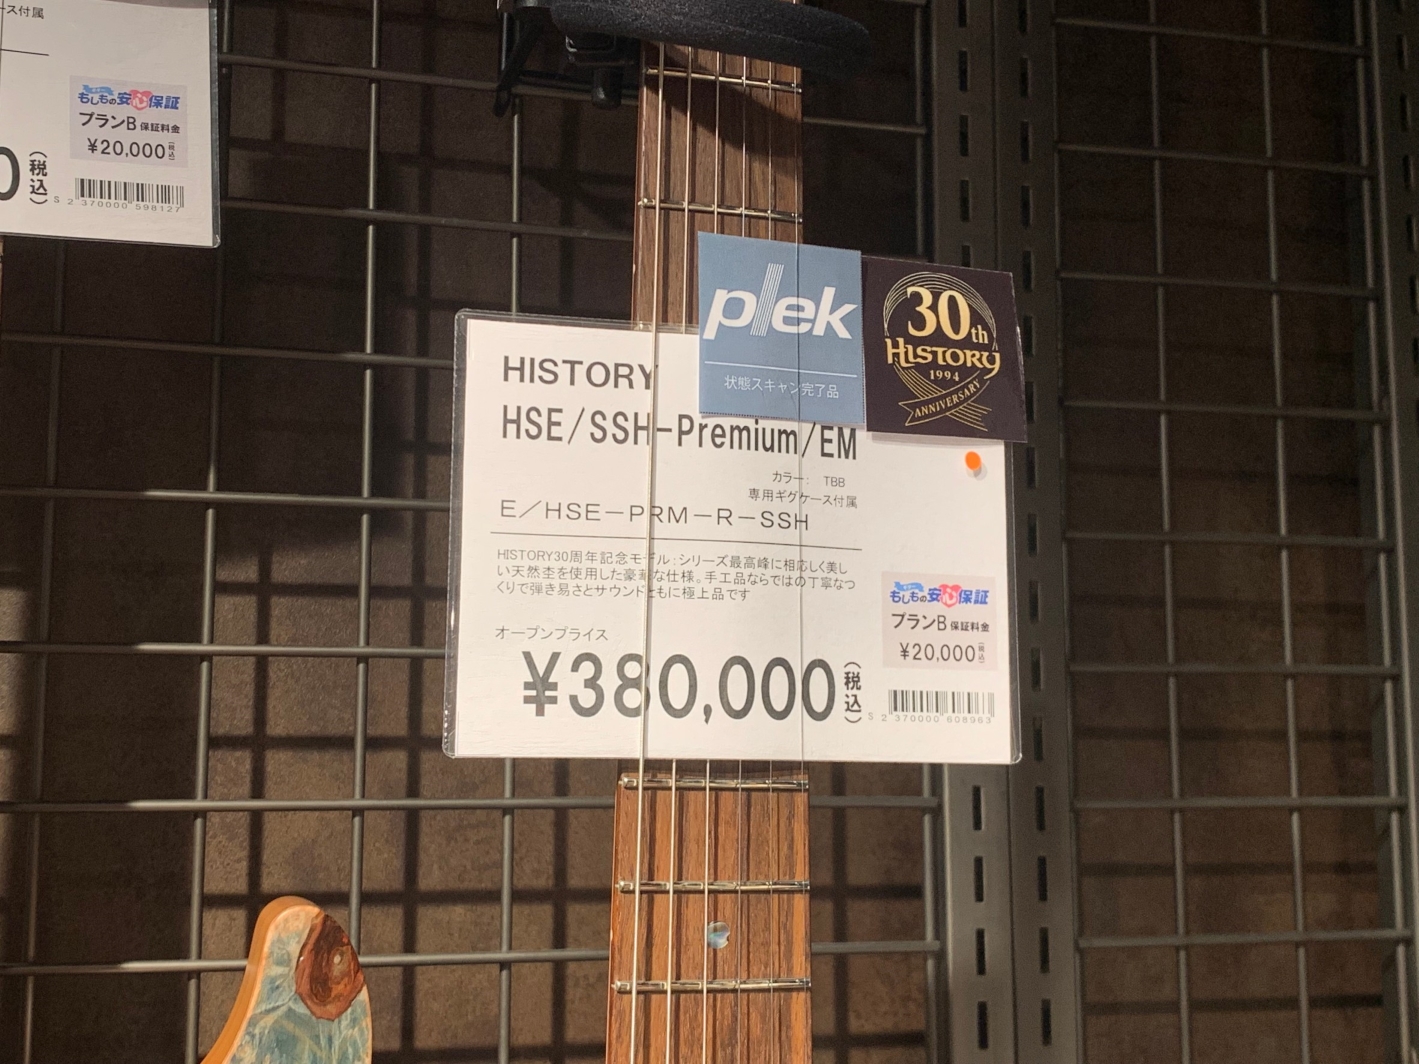 ース付属
もしもの安心保証
プランB 保証料金
¥20,000(税込)
0(税込)
S 2 370000 598127
plek
状態スキャン完了品
30th
HISTORY
1994
ANNIVERSARY
HISTORY
HSE/SSH-Premium/EM
カラー: TBB
専用ギグケース付属
E/HSE-PRM-R-SSH
HISTORY30周年記念モデル:シリーズ最高峰に相応しく美し
い天然杢を使用した豪華な仕様。手工品ならではの丁寧なつ
くりで弾き易さとサウンドともに極上品です
オープンプライス
¥380,000(税込)
もしもの安心保証
プランB 保証料金
¥20,000(税込)
S 2 370000 608963